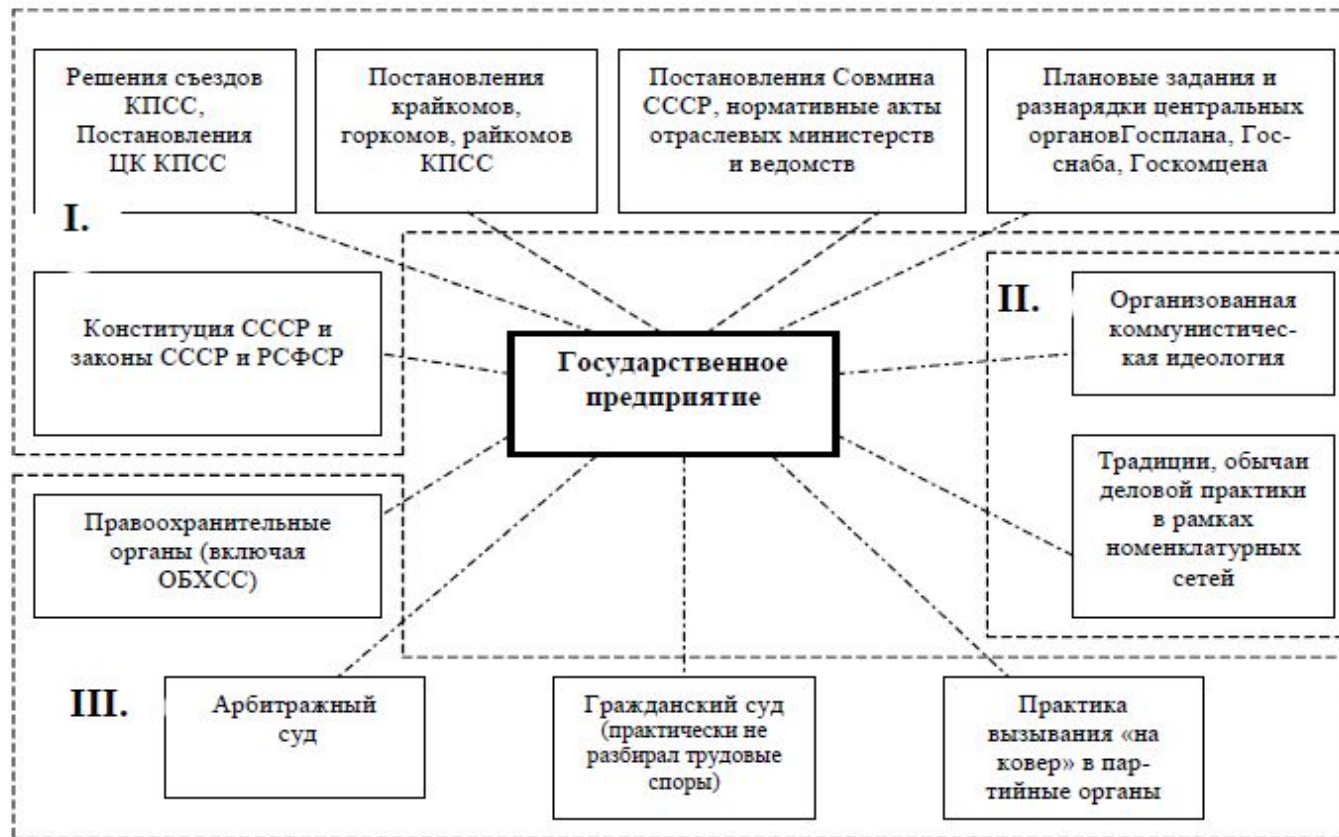 Решения съездов
КПСС,
Постановления
ЦК КПСС
Постановления
крайкомов,
горкомов, райкомов
КПСС
Постановления Совмина
СССР, нормативные акты
отраслевых министерств
и ведомств
Плановые задания и
разнарядки центральных
органовГосплана, Гос-
снаба, Госкомцена
I.
Конституция СССР и
законы СССР и РСФСР
Государственное
предприятие
II.
Организованная
коммунистичес-
кая идеология
Традиции, обычаи
деловой практики
в рамках
номенклатурных
сетей
Правоохранительные
органы (включая
ОБХСС)
III.
Арбитражный
суд
Гражданский суд
(практически не
разбирал трудовые
споры)
Практика
вызывания «на
ковер» в пар-
тийные органы